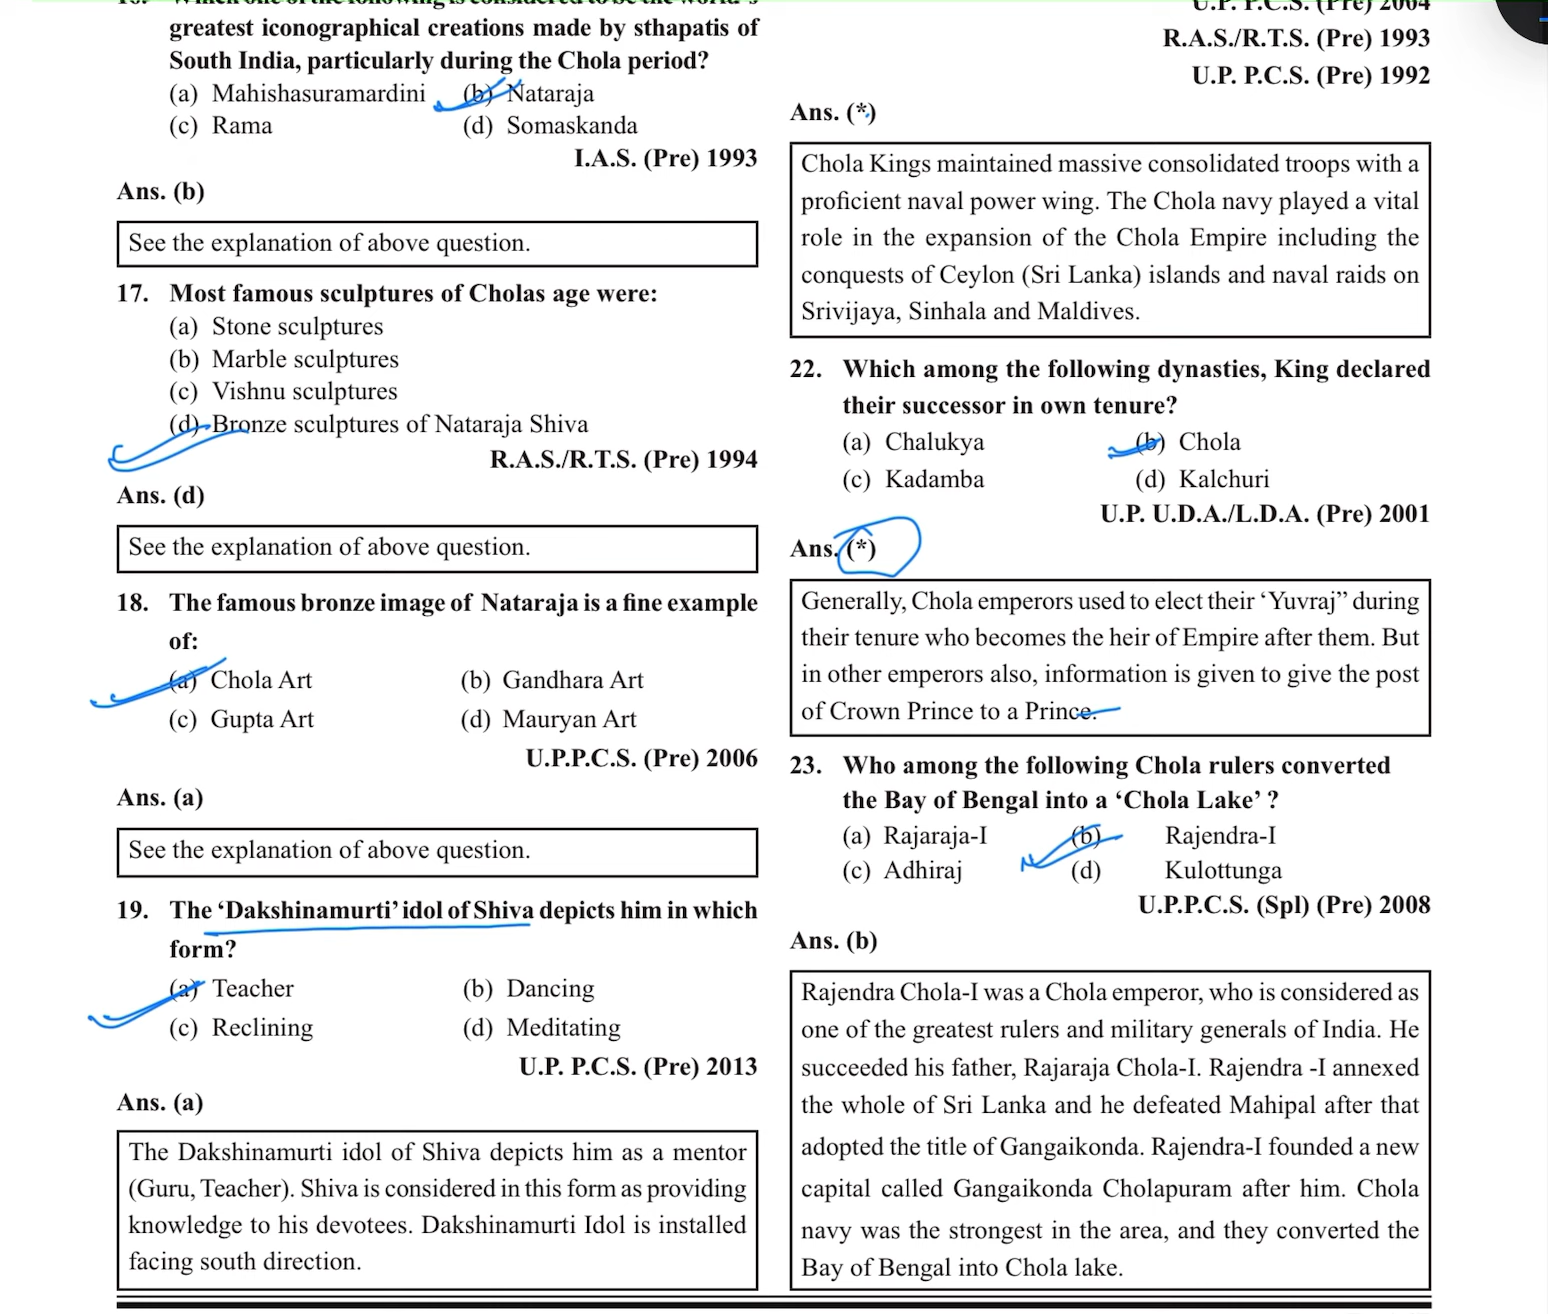 greatest iconographical creations made by sthapatis of
South India, particularly during the Chola period?
(a) Mahishasuramardini (b) Nataraja
(c) Rama (d) Somaskanda
I.A.S. (Pre) 1993
Ans. (b)
See the explanation of above question.
17. Most famous sculptures of Cholas age were:
(a) Stone sculptures
(b) Marble sculptures
(c) Vishnu sculptures
(d) Bronze sculptures of Nataraja Shiva
R.A.S./R.T.S. (Pre) 1994
Ans. (d)
See the explanation of above question.
18. The famous bronze image of Nataraja is a fine example
of:
(a) Chola Art (b) Gandhara Art
(c) Gupta Art (d) Mauryan Art
U.P.P.C.S. (Pre) 2006
Ans. (a)
See the explanation of above question.
19. The ‘Dakshinamurti’ idol of Shiva depicts him in which
form?
(a) Teacher (b) Dancing
(c) Reclining (d) Meditating
U.P. P.C.S. (Pre) 2013
Ans. (a)
The Dakshinamurti idol of Shiva depicts him as a mentor
(Guru, Teacher). Shiva is considered in this form as providing
knowledge to his devotees. Dakshinamurti Idol is installed
facing south direction.
U.P. P.C.S. (Pre) 2004
R.A.S./R.T.S. (Pre) 1993
U.P. P.C.S. (Pre) 1992
Ans. (*)
Chola Kings maintained massive consolidated troops with a
proficient naval power wing. The Chola navy played a vital
role in the expansion of the Chola Empire including the
conquests of Ceylon (Sri Lanka) islands and naval raids on
Srivijaya, Sinhala and Maldives.
22. Which among the following dynasties, King declared
their successor in own tenure?
(a) Chalukya (b) Chola
(c) Kadamba (d) Kalchuri
U.P. U.D.A./L.D.A. (Pre) 2001
Ans. (*)
Generally, Chola emperors used to elect their ‘Yuvraj” during
their tenure who becomes the heir of Empire after them. But
in other emperors also, information is given to give the post
of Crown Prince to a Prince.
23. Who among the following Chola rulers converted
the Bay of Bengal into a ‘Chola Lake’ ?
(a) Rajaraja-I (b) Rajendra-I
(c) Adhiraj (d) Kulottunga
U.P.P.C.S. (Spl) (Pre) 2008
Ans. (b)
Rajendra Chola-I was a Chola emperor, who is considered as
one of the greatest rulers and military generals of India. He
succeeded his father, Rajaraja Chola-I. Rajendra -I annexed
the whole of Sri Lanka and he defeated Mahipal after that
adopted the title of Gangaikonda. Rajendra-I founded a new
capital called Gangaikonda Cholapuram after him. Chola
navy was the strongest in the area, and they converted the
Bay of Bengal into Chola lake.